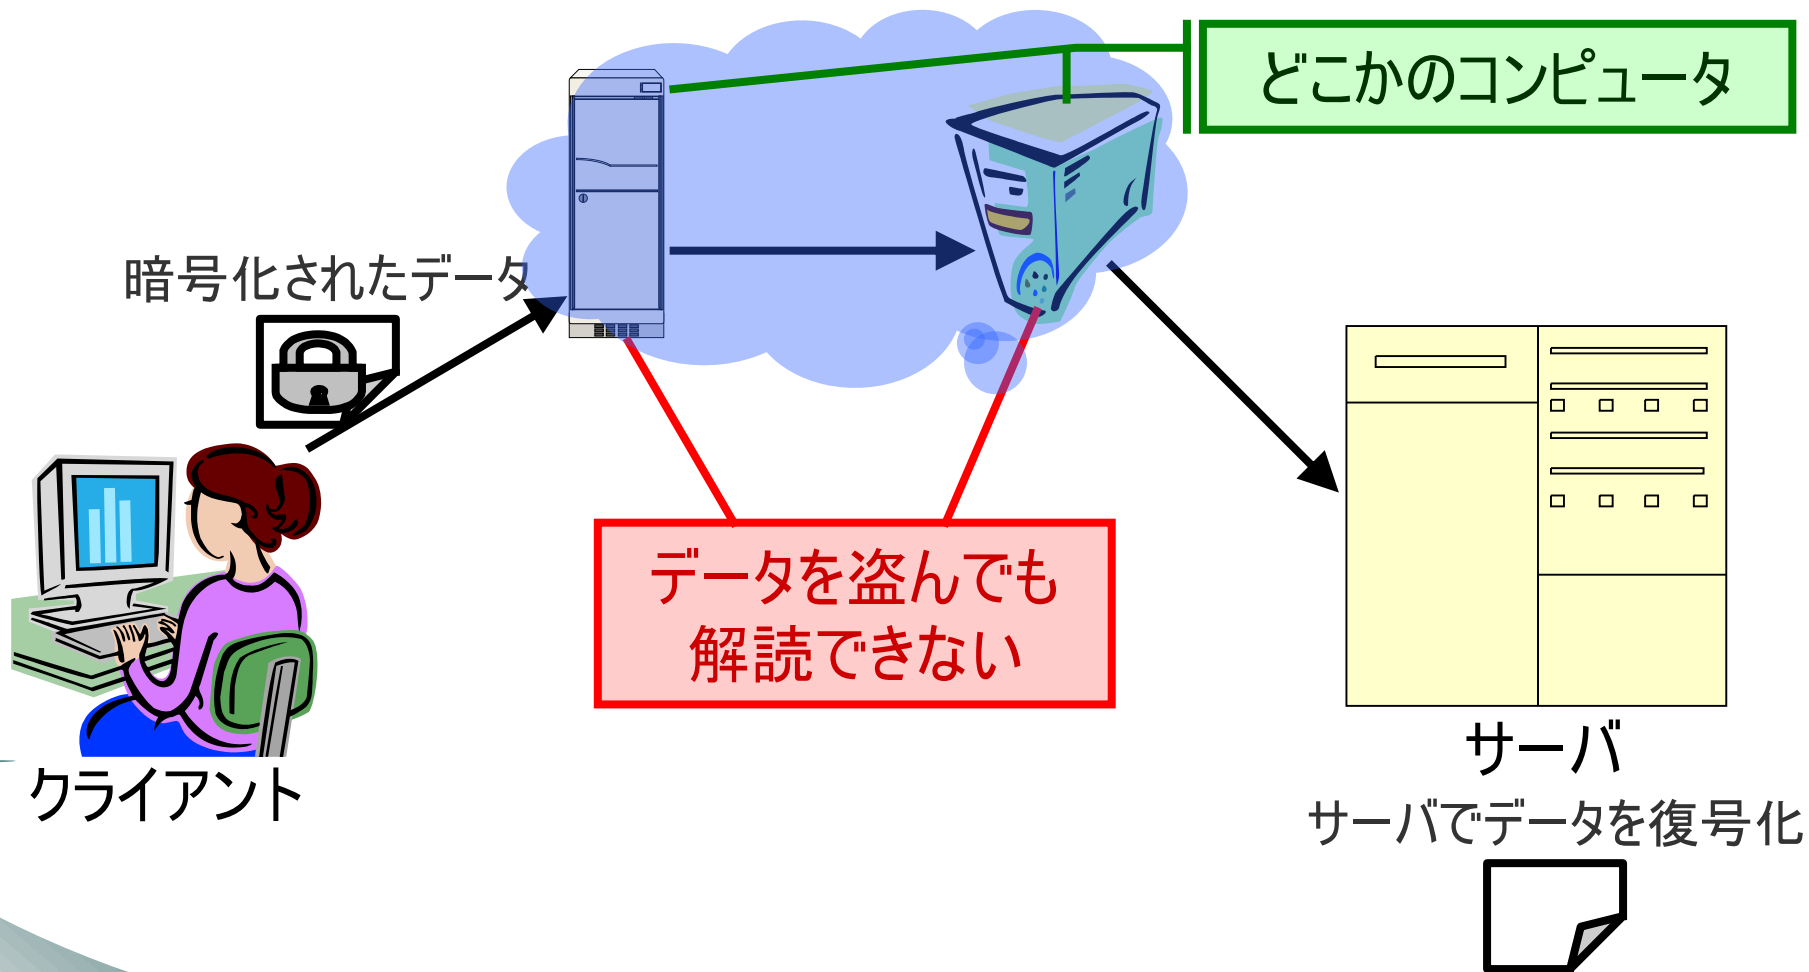 どこかのコンピュータ
暗号化されたデータ
データを盗んでも
解読できない
サーバ
クライアント
サーバでデータを復号化